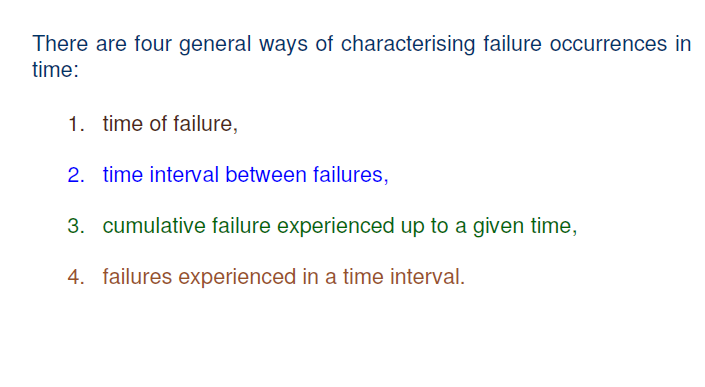 There are four general ways of characterising failure occurrences in
time:
1. time of failure,
2. time interval between failures,
3. cumulative failure experienced up to a given time,
4. failures experienced in a time interval.